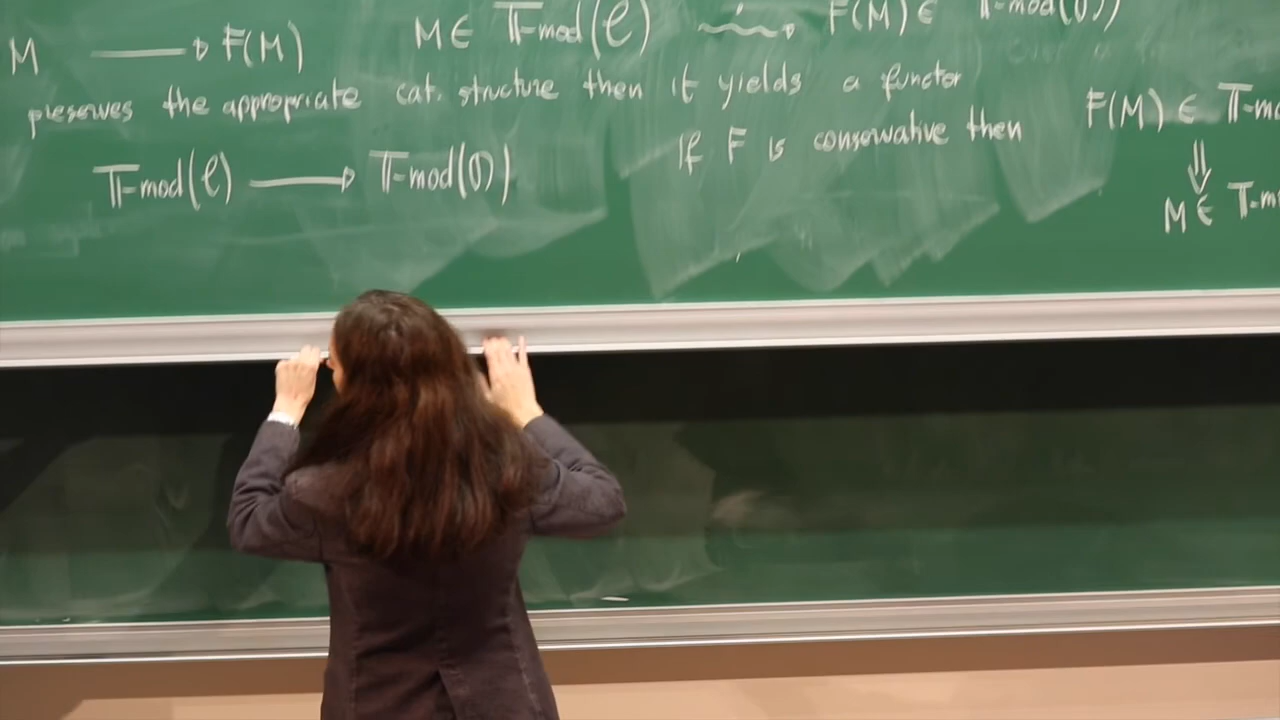 M → F(M) M ∈ 𝕋-mod(𝒞) ⇝ F(M) ∈ 𝕋-mod(𝒟)
preserves the appropriate cat. structure then it yields a functor
𝕋-mod(𝒞) → 𝕋-mod(𝒟)
If F is conservative then
F(M) ∈ 𝕋-mo
⇓
M ∈ 𝕋-m